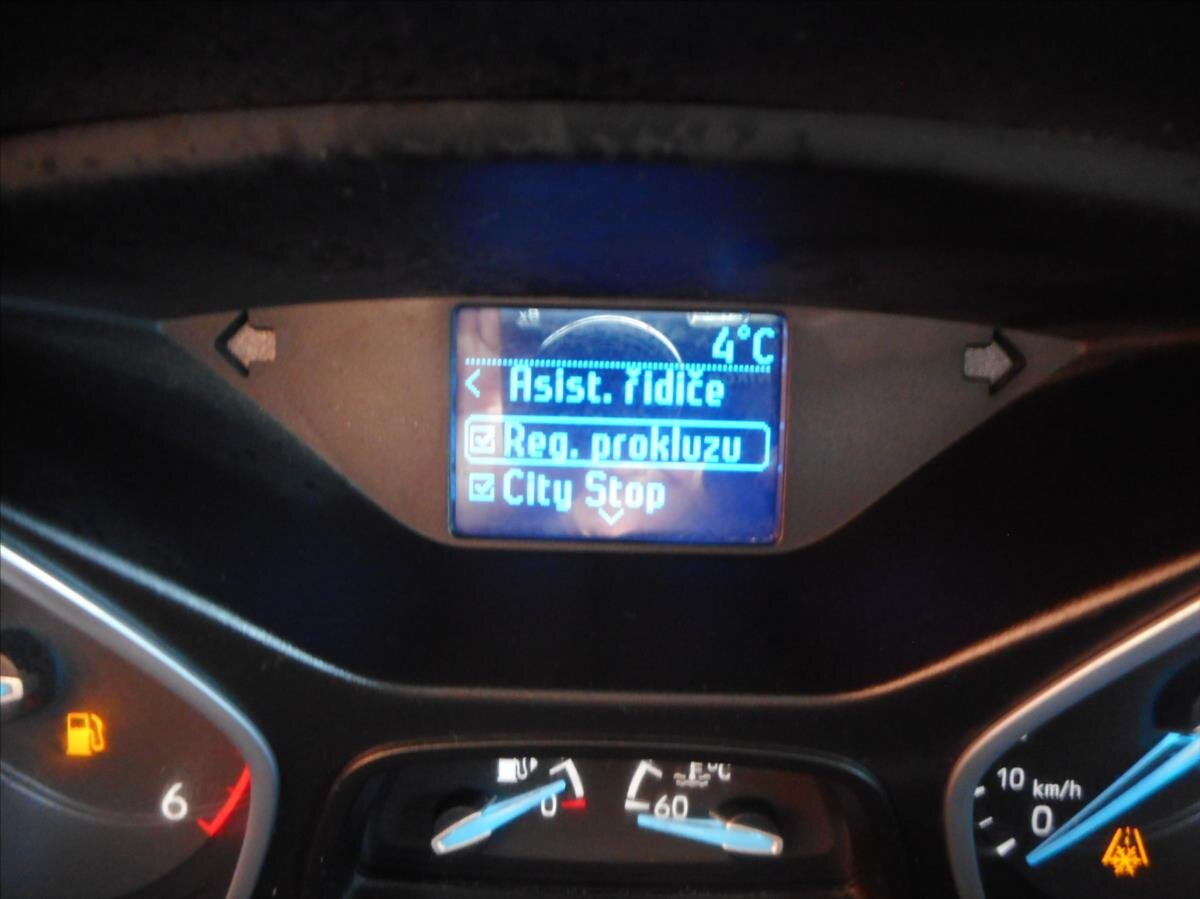 4°C
< Asist. řidiče
Reg. prokluzu
City Stop
6
0
°C
60
10 km/h
0